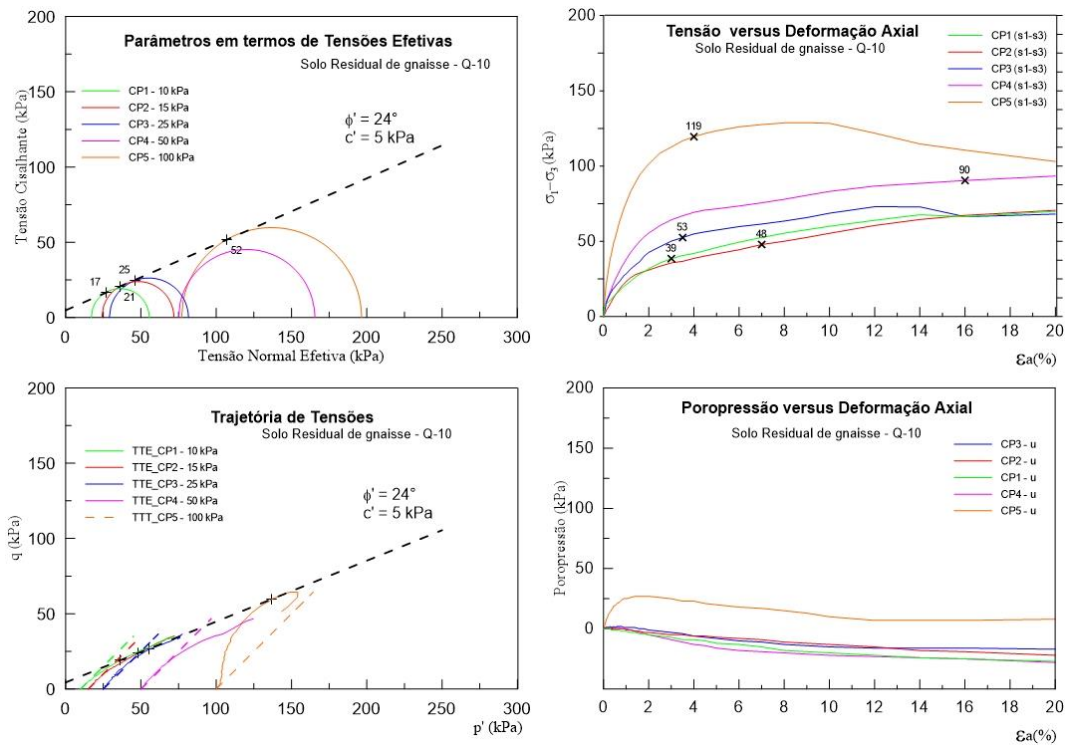 Parâmetros em termos de Tensões Efetivas
Solo Residual de gnaisse - Q-10
CP1 - 10 kPa
CP2 - 15 kPa
CP3 - 25 kPa
CP4 - 50 kPa
CP5 - 100 kPa
ϕ' = 24°
c' = 5 kPa
200
150
100
50
0
Tensão Cisalhante (kPa)
17
25
21
52
0 50 100 150 200 250 300
Tensão Normal Efetiva (kPa)
Tensão versus Deformação Axial
Solo Residual de gnaisse - Q-10
CP1 (s1-s3)
CP2 (s1-s3)
CP3 (s1-s3)
CP4 (s1-s3)
CP5 (s1-s3)
200
150
100
50
0
σ1−σ3 (kPa)
119
90
53
48
39
0 2 4 6 8 10 12 14 16 18 20
εa(%)
Trajetória de Tensões
Solo Residual de gnaisse - Q-10
TTE_CP1 - 10 kPa
TTE_CP2 - 15 kPa
TTE_CP3 - 25 kPa
TTE_CP4 - 50 kPa
TTT_CP5 - 100 kPa
ϕ' = 24°
c' = 5 kPa
200
150
100
50
0
q (kPa)
0 50 100 150 200 250 300
p' (kPa)
Poropressão versus Deformação Axial
Solo Residual de gnaisse - Q-10
CP3 - u
CP2 - u
CP1 - u
CP4 - u
CP5 - u
200
150
100
50
0
Poropressão (kPa)
0 2 4 6 8 10 12 14 16 18 20
εa(%)